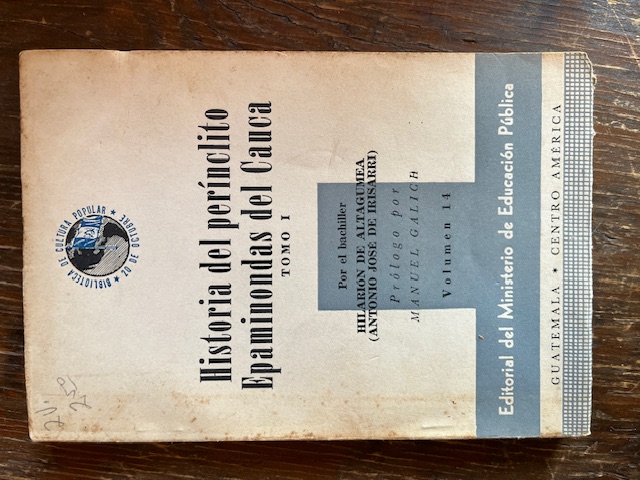 BIBLIOTECA DE CULTURA POPULAR ★ 20 DE OCTUBRE ★
Historia del perínclito
Epaminondas del Cauca
TOMO I
Por el bachiller
HILARION DE ALTAGUMEA
(ANTONIO JOSÉ DE IRISARRI)
Prólogo por
MANUEL GALICH
Volumen 14
Editorial del Ministerio de Educación Pública
GUATEMALA ★ CENTRO AMÉRICA